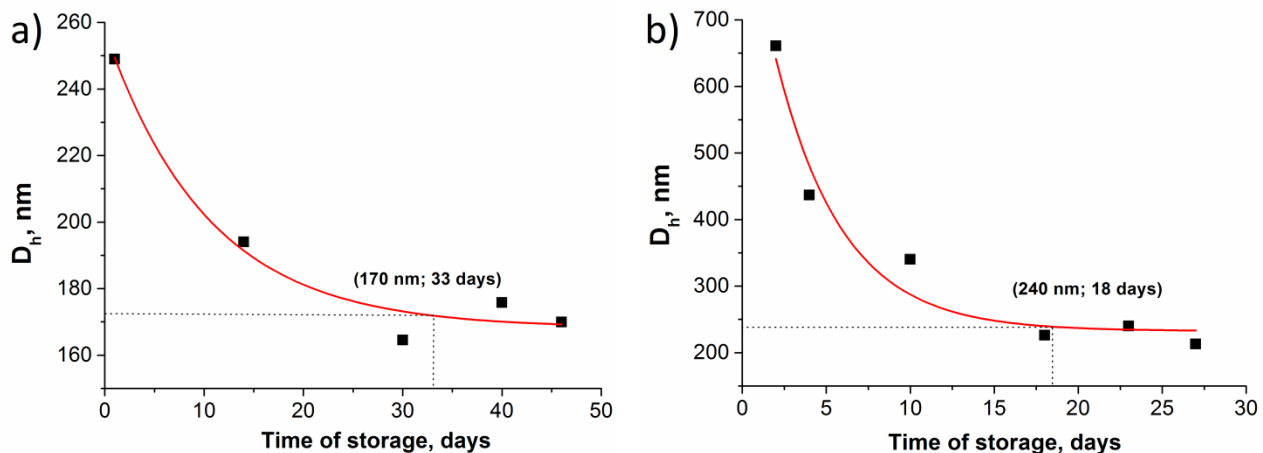 a)
260
240
220
200
180
160
D_h, nm
(170 nm; 33 days)
0 10 20 30 40 50
Time of storage, days
b)
700
600
500
400
300
200
D_h, nm
(240 nm; 18 days)
0 5 10 15 20 25 30
Time of storage, days